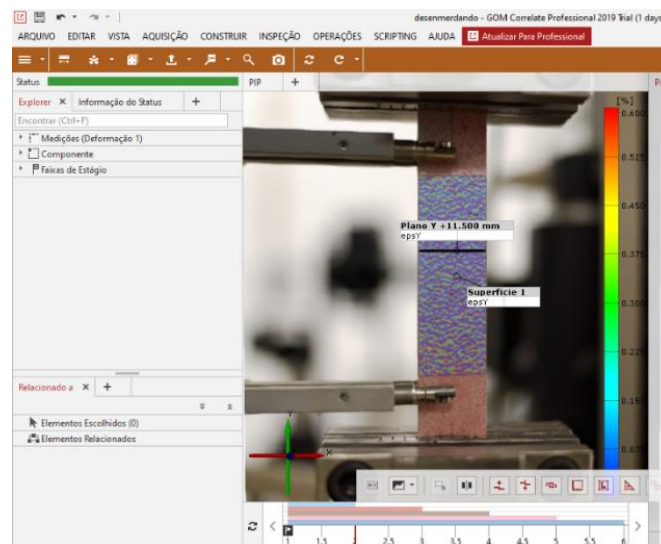 desenmerdando - GOM Correlate Professional 2019 Trial (1 days
ARQUIVO EDITAR VISTA AQUISIÇÃO CONSTRUIR INSPEÇÃO OPERAÇÕES SCRIPTING AJUDA Atualizar Para Professional
Status
PIP +
Explorer × Informação do Status +
Encontrar (Ctrl+F)
Medições (Deformação 1)
Componente
Faixas de Estágio
[%]
0.600
0.525
0.450
0.375
0.300
0.225
0.150
0.075
Plano Y +11.500 mm
epsY
Superfície 1
epsY
Relacionado a × +
Elementos Escolhidos (0)
Elementos Relacionados
Y
X
1 1.5 2 2.5 3 3.5 4 4.5 5 5.5 6